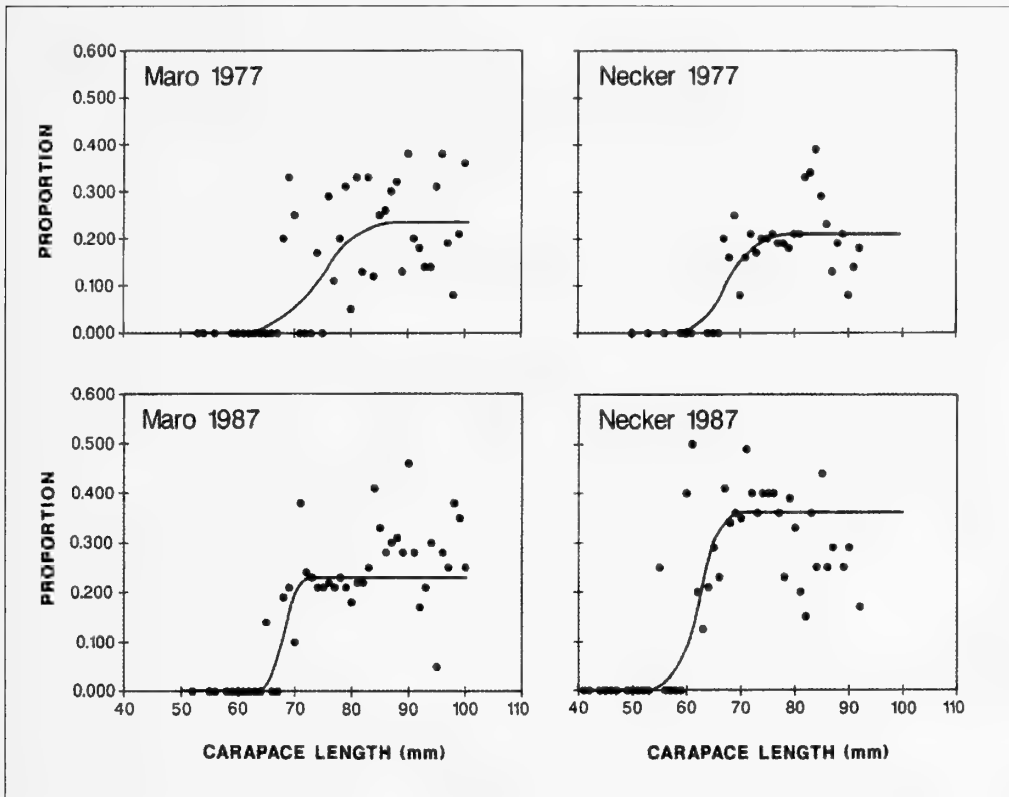 Maro 1977
Necker 1977
PROPORTION
0.600
0.500
0.400
0.300
0.200
0.100
0.000
Maro 1987
Necker 1987
PROPORTION
0.600
0.500
0.400
0.300
0.200
0.100
0.000
40 50 60 70 80 90 100 110
40 50 60 70 80 90 100 110
CARAPACE LENGTH (mm)
CARAPACE LENGTH (mm)